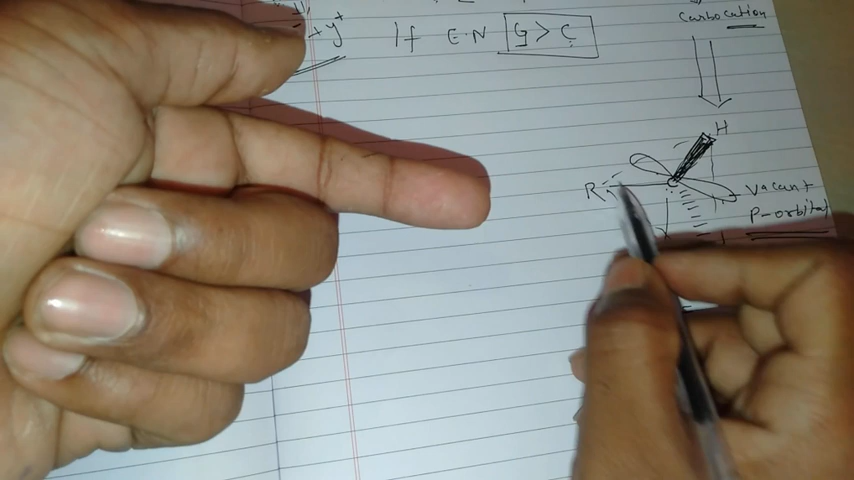 + y⁺ If E.N G > C
Carbocation
H
R C Vacant
P-orbital